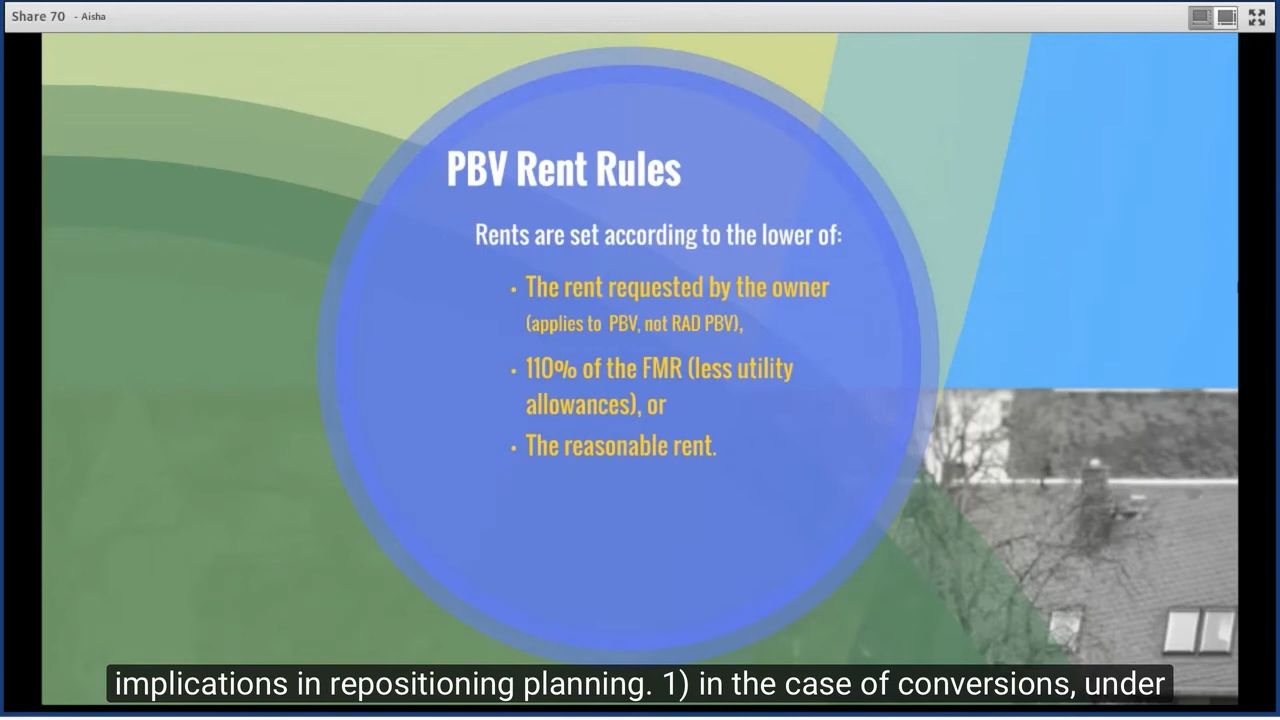 Share 70 - Aisha
PBV Rent Rules
Rents are set according to the lower of:
• The rent requested by the owner
(applies to PBV, not RAD PBV),
• 110% of the FMR (less utility
allowances), or
• The reasonable rent.
implications in repositioning planning. 1) in the case of conversions, under